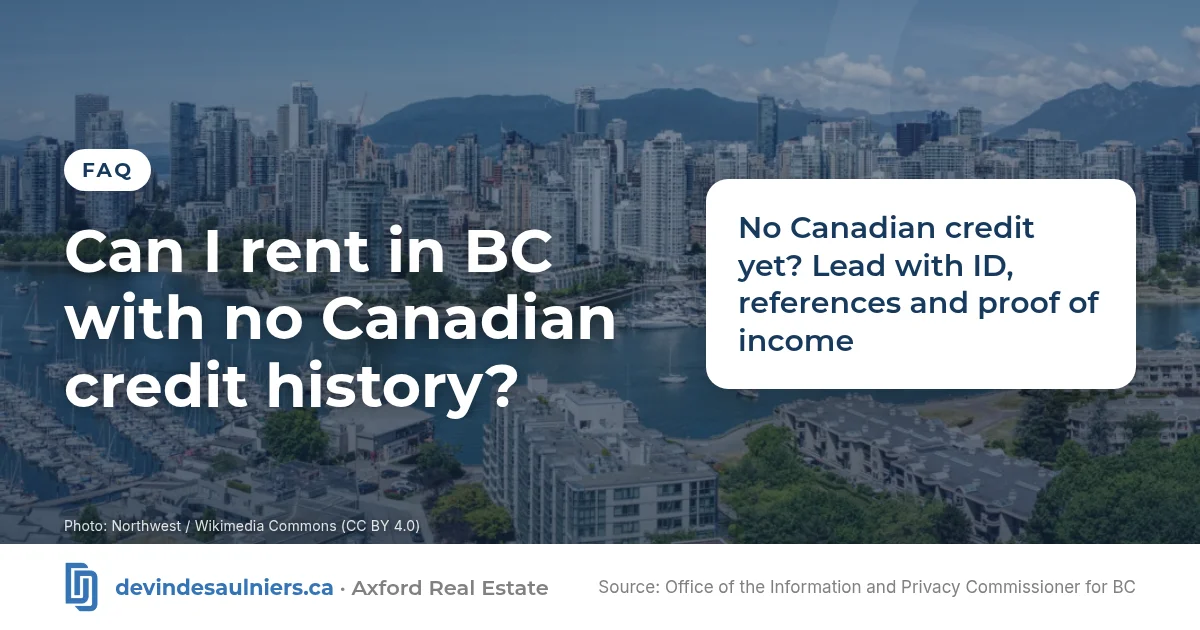 FAQ
Can I rent in BC
with no Canadian
credit history?
No Canadian credit
yet? Lead with ID,
references and proof of
income
Photo: Northwest / Wikimedia Commons (CC BY 4.0)
devindesaulniers.ca · Axford Real Estate
Source: Office of the Information and Privacy Commissioner for BC